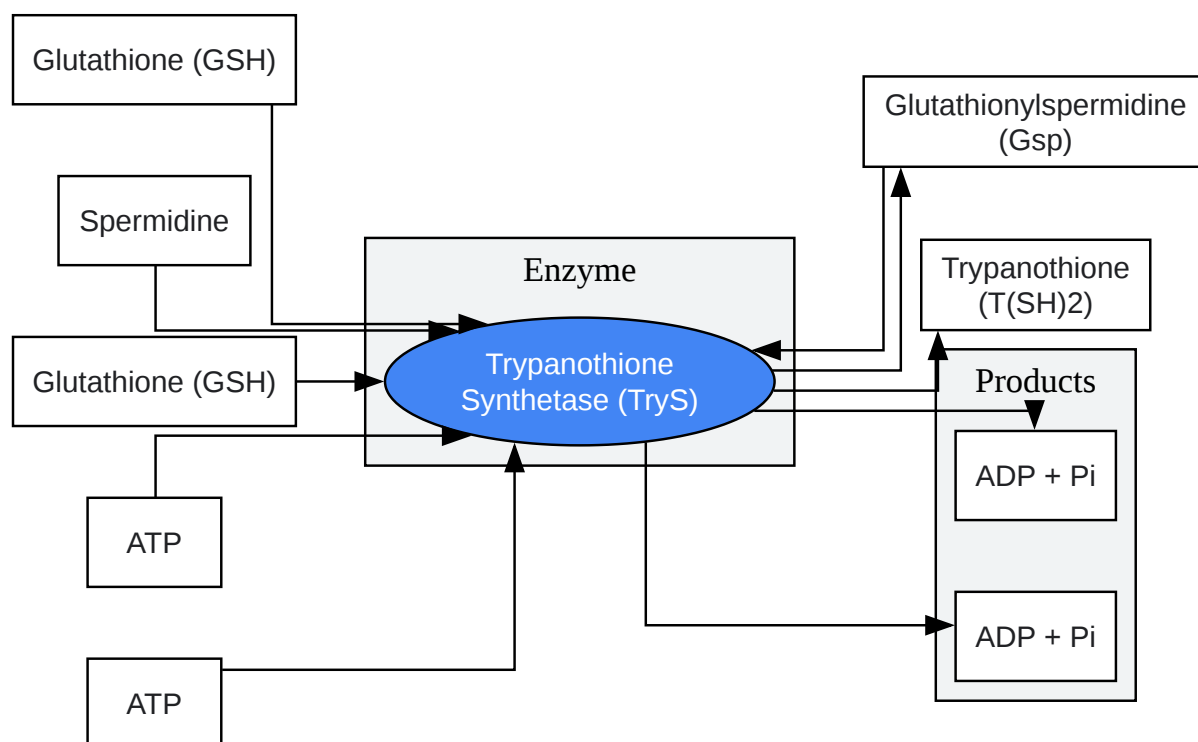 Glutathione (GSH)
Spermidine
Glutathione (GSH)
ATP
ATP
Enzyme
Trypanothione
Synthetase (TryS)
Glutathionylspermidine
(Gsp)
Trypanothione
(T(SH)2)
Products
ADP + Pi
ADP + Pi